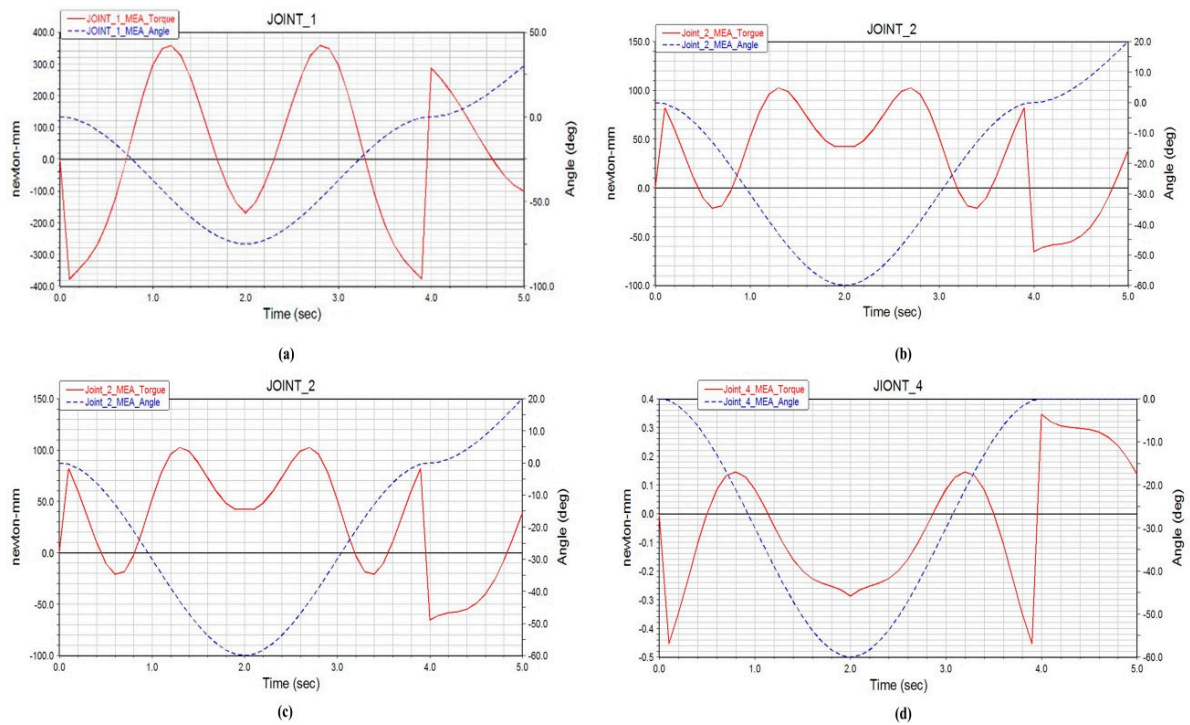 JOINT_1
JOINT_1_MEA_Torque
JOINT_1_MEA_Angle
400.0
300.0
200.0
100.0
0.0
-100.0
-200.0
-300.0
-400.0
newton-mm
50.0
0.0
-50.0
-100.0
Angle (deg)
0.0 1.0 2.0 3.0 4.0 5.0
Time (sec)
(a)
JOINT_2
Joint_2_MEA_Torque
Joint_2_MEA_Angle
150.0
100.0
50.0
0.0
-50.0
-100.0
newton-mm
20.0
10.0
0.0
-10.0
-20.0
-30.0
-40.0
-50.0
-60.0
Angle (deg)
0.0 1.0 2.0 3.0 4.0 5.0
Time (sec)
(b)
JOINT_2
Joint_2_MEA_Torque
Joint_2_MEA_Angle
150.0
100.0
50.0
0.0
-50.0
-100.0
newton-mm
20.0
10.0
0.0
-10.0
-20.0
-30.0
-40.0
-50.0
-60.0
Angle (deg)
0.0 1.0 2.0 3.0 4.0 5.0
Time (sec)
(c)
JIONT_4
Joint_4_MEA_Torque
Joint_4_MEA_Angle
0.4
0.3
0.2
0.1
0.0
-0.1
-0.2
-0.3
-0.4
-0.5
newton-mm
0.0
-10.0
-20.0
-30.0
-40.0
-50.0
-60.0
Angle (deg)
0.0 1.0 2.0 3.0 4.0 5.0
Time (sec)
(d)